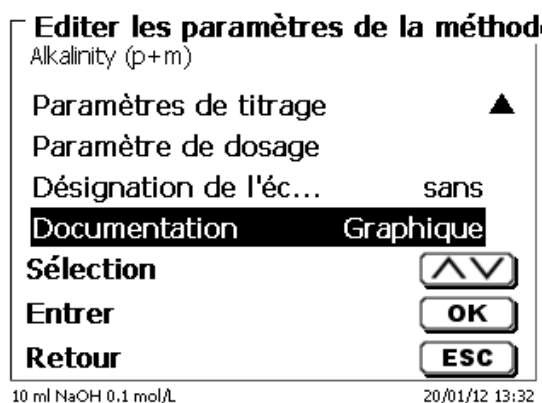 Editer les paramètres de la méthod
Alkalinity (p+m)
Paramètres de titrage
Paramètre de dosage
Désignation de l'éc... sans
Documentation Graphique
Sélection
Entrer OK
Retour ESC
10 ml NaOH 0.1 mol/L 20/01/12 13:32